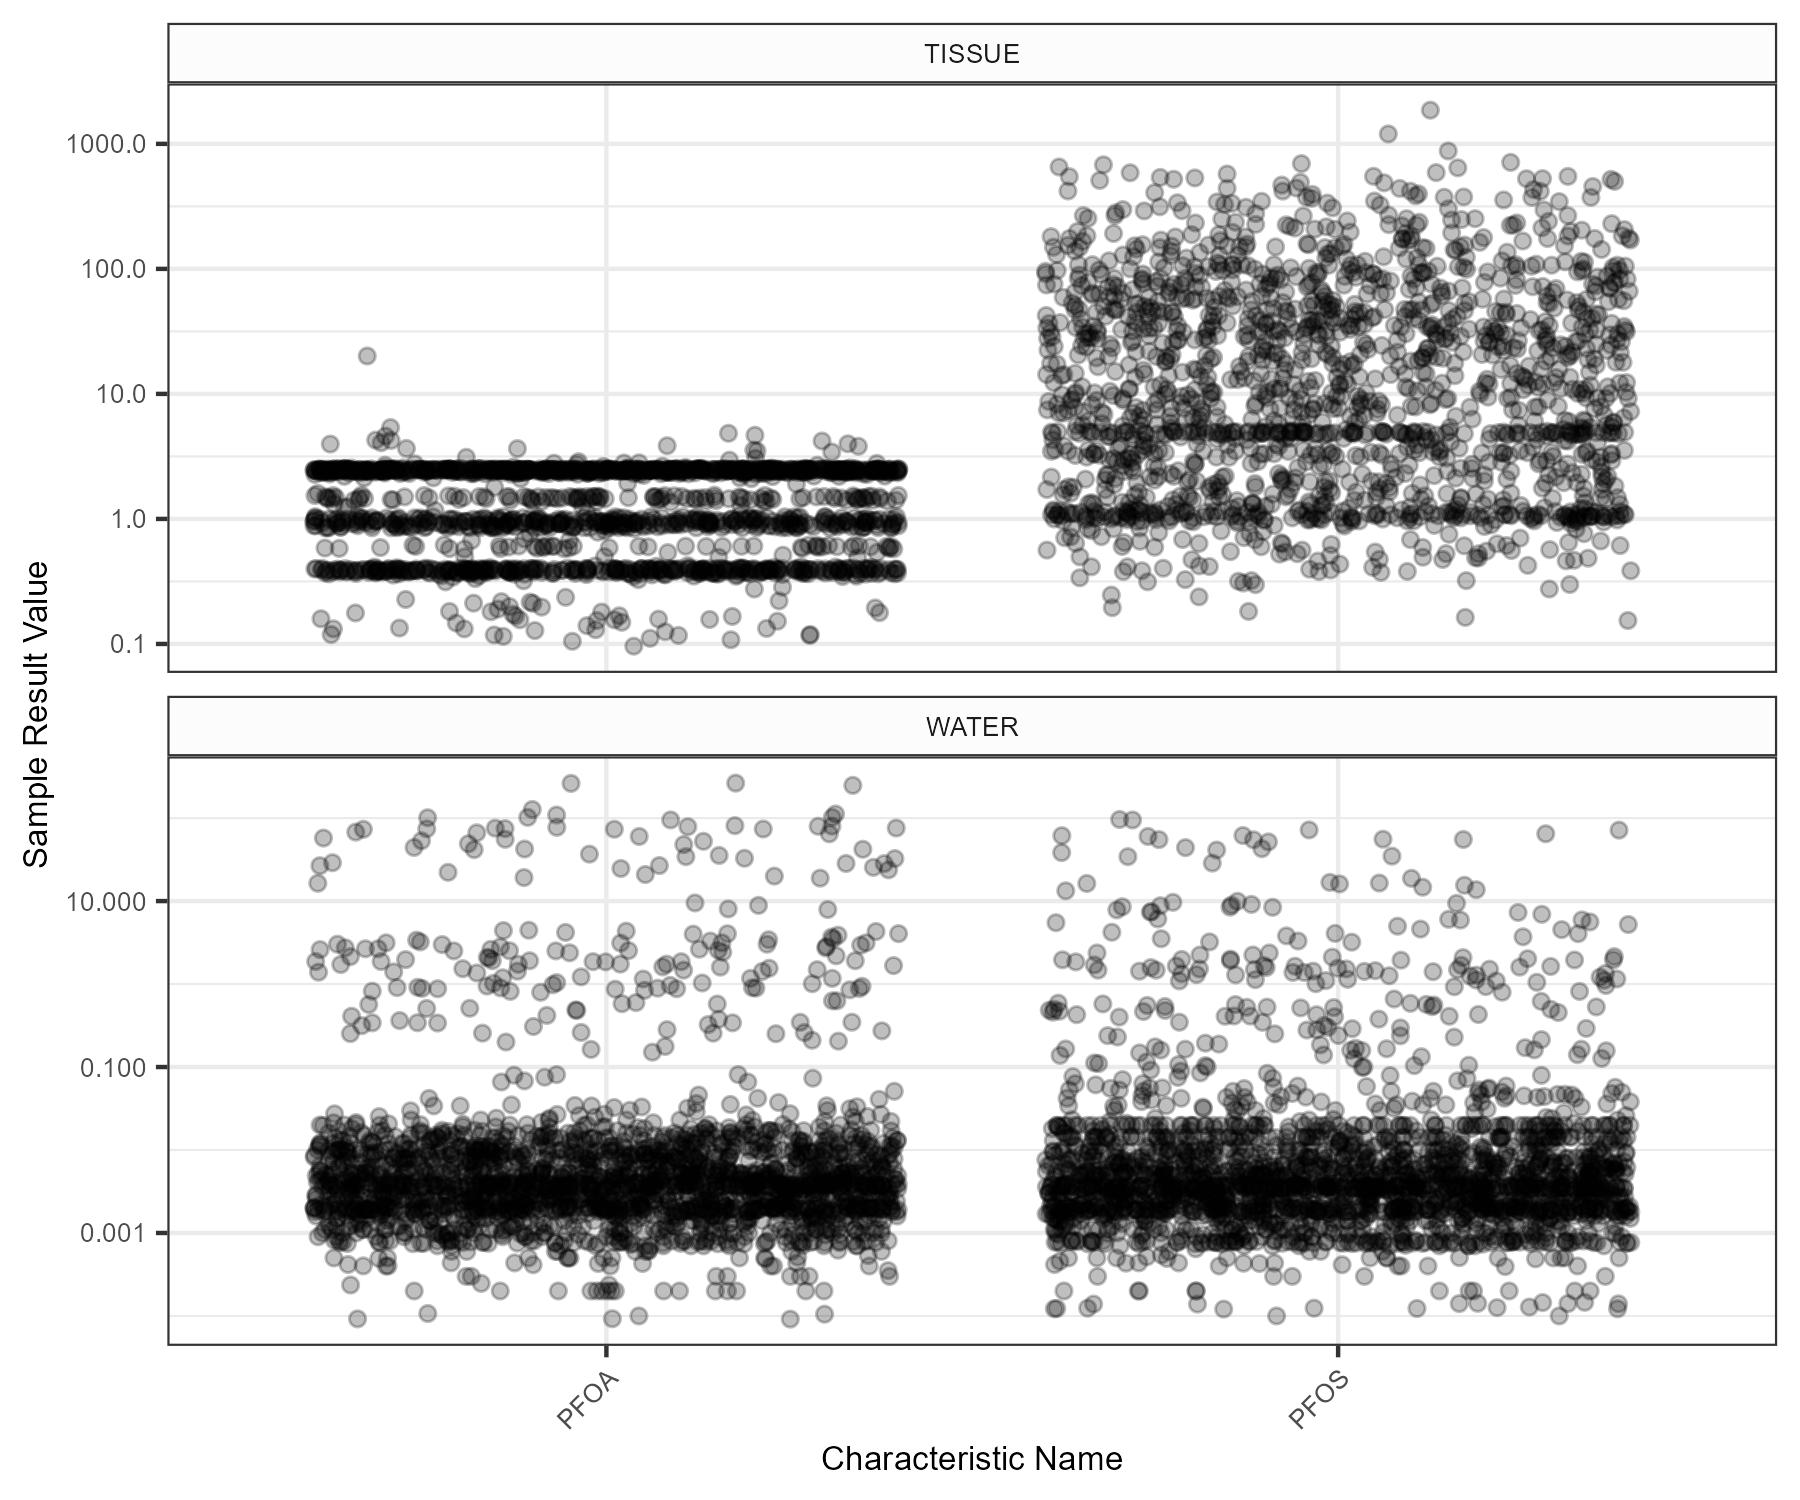 TISSUE
1000.0
100.0
10.0
1.0
0.1
Sample Result Value
WATER
10.000
0.100
0.001
PFOA
PFOS
Characteristic Name